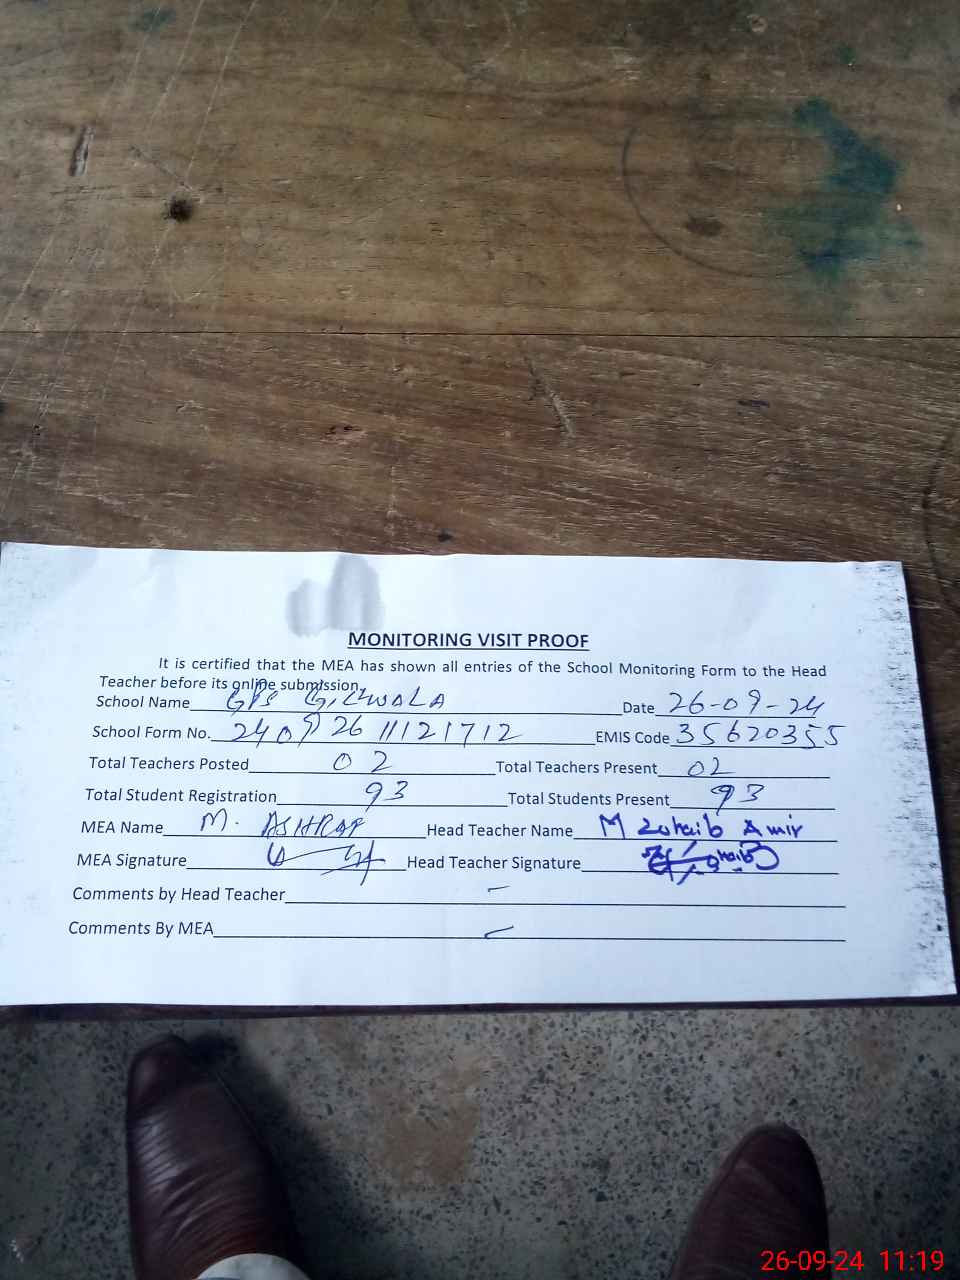 MONITORING VISIT PROOF
It is certified that the MEA has shown all entries of the School Monitoring Form to the Head
Teacher before its online submission.
School Name GPS GILWALA Date 26-09-24
School Form No. 24092611121712 EMIS Code 35620355
Total Teachers Posted 02 Total Teachers Present 02
Total Student Registration 93 Total Students Present 93
MEA Name M. ASHRAF Head Teacher Name M Zohaib Amir
MEA Signature Head Teacher Signature
Comments by Head Teacher -
Comments By MEA -
26-09-24 11:19